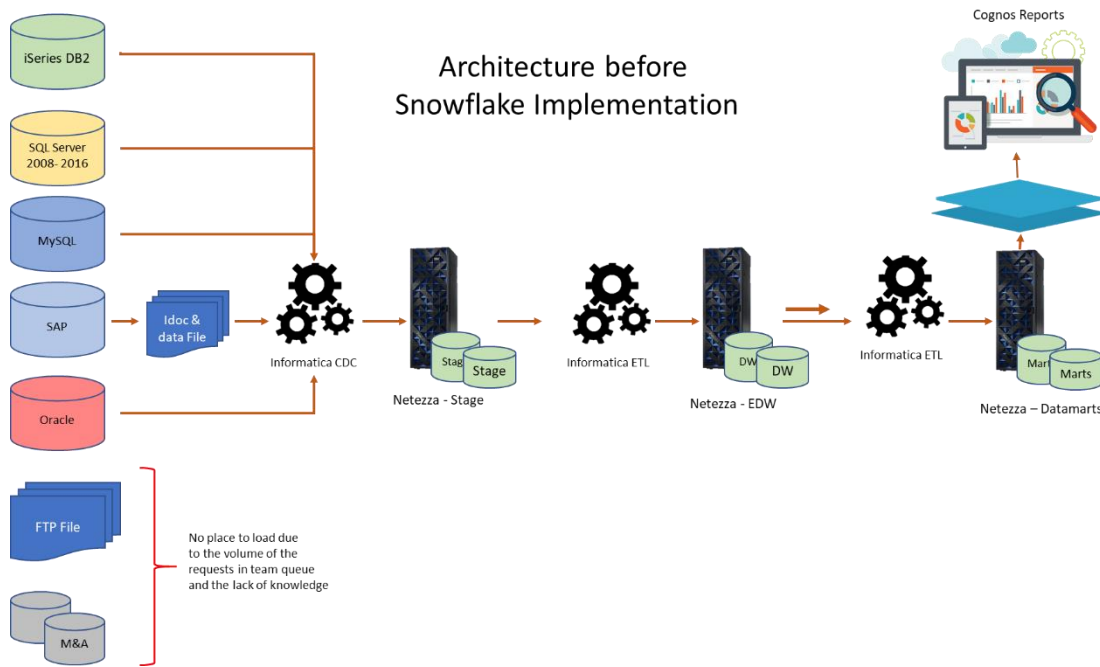 Cognos Reports
Architecture before
Snowflake Implementation
iSeries DB2
SQL Server
2008- 2016
MySQL
SAP
Idoc &
data File
Oracle
Informatica CDC
Stage
Netezza - Stage
Informatica ETL
DW
DW
Netezza - EDW
Informatica ETL
Marts
Netezza – Datamarts
FTP File
M&A
No place to load due
to the volume of the
requests in team queue
and the lack of knowledge